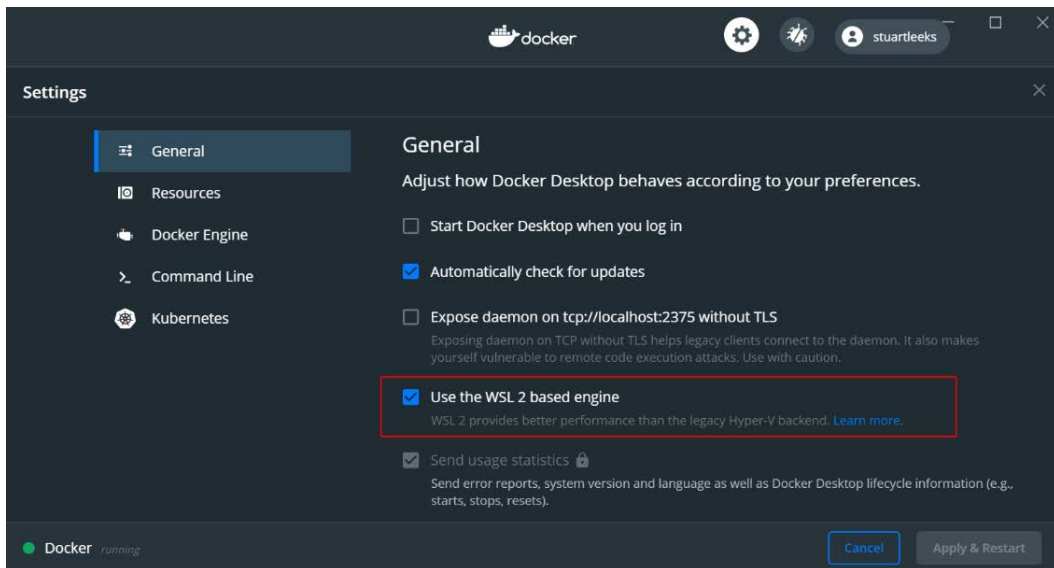 docker
stuartleeks
Settings
General
Resources
Docker Engine
Command Line
Kubernetes
General
Adjust how Docker Desktop behaves according to your preferences.
Start Docker Desktop when you log in
Automatically check for updates
Expose daemon on tcp://localhost:2375 without TLS
Exposing daemon on TCP without TLS helps legacy clients connect to the daemon. It also makes
yourself vulnerable to remote code execution attacks. Use with caution.
Use the WSL 2 based engine
WSL 2 provides better performance than the legacy Hyper-V backend. Learn more.
Send usage statistics
Send error reports, system version and language as well as Docker Desktop lifecycle information (e.g.,
starts, stops, resets).
Docker running
Cancel
Apply & Restart